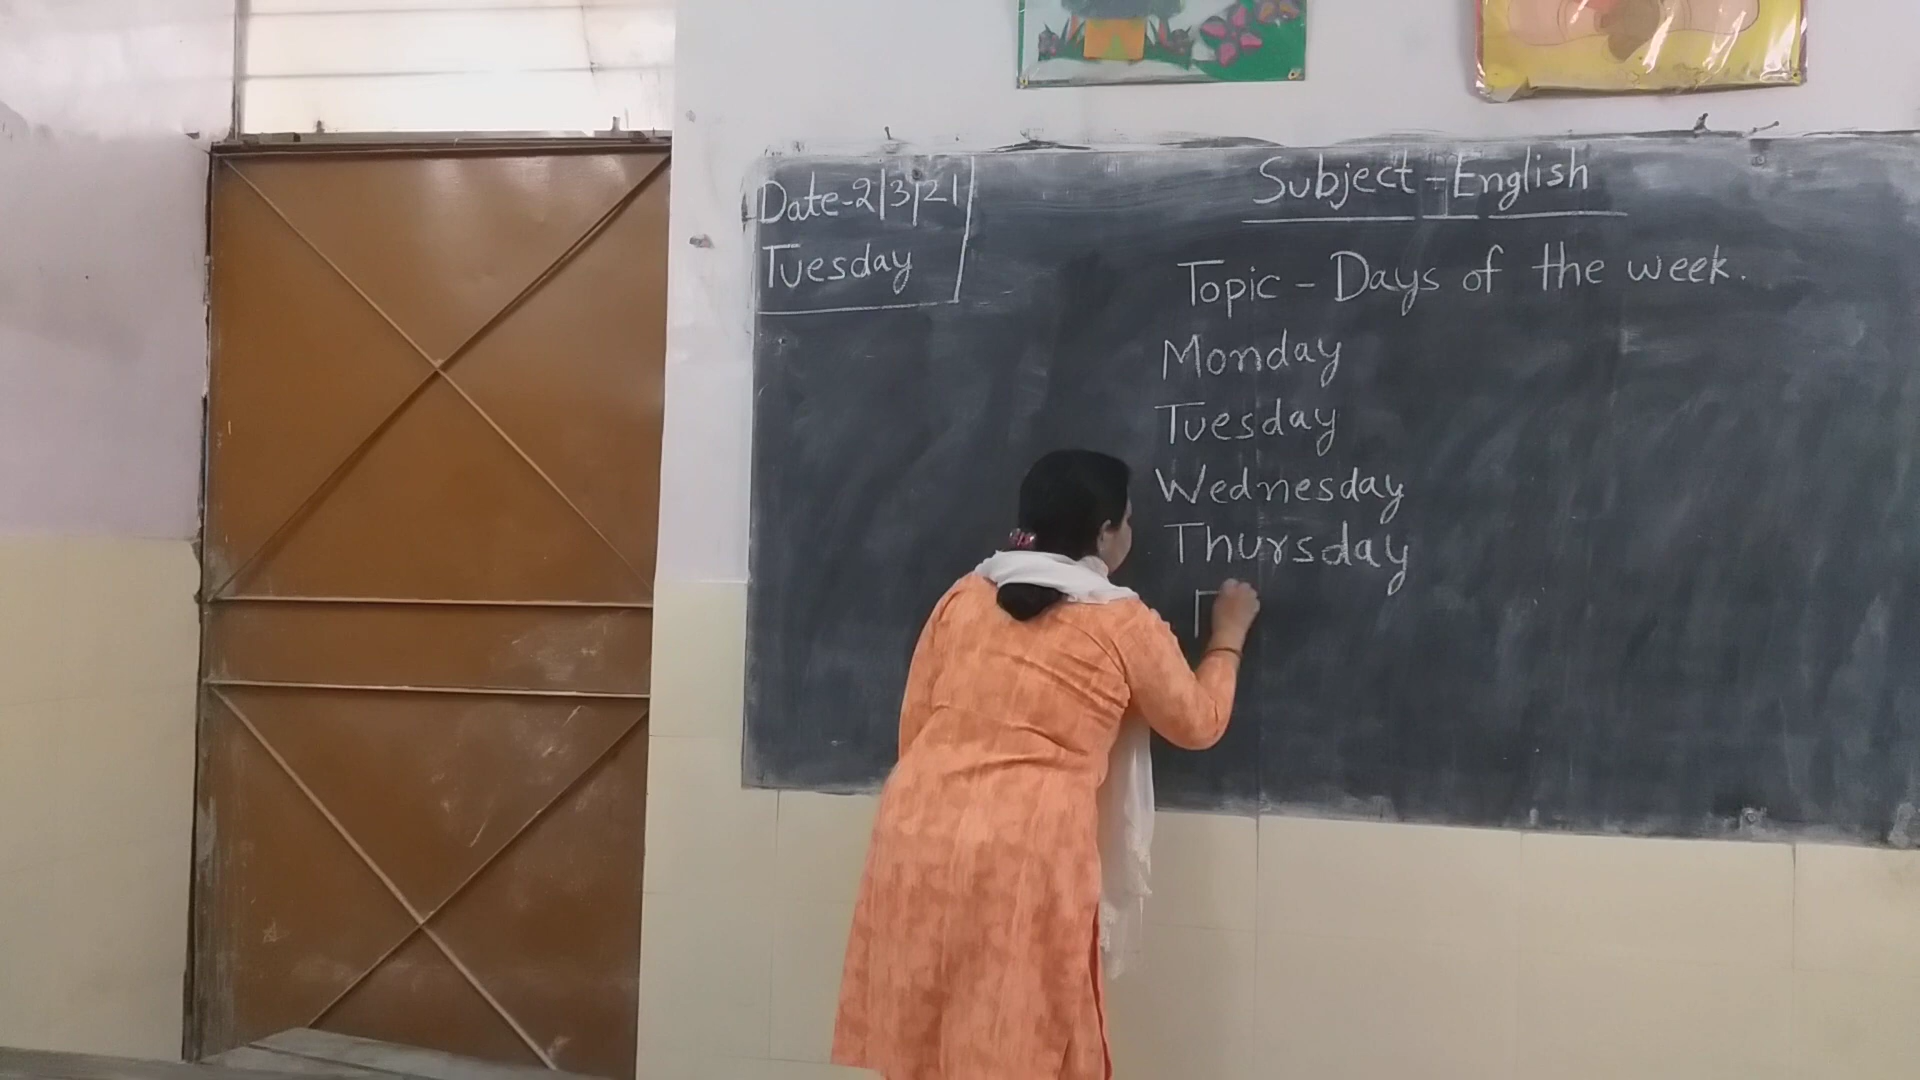 Date-2/3/21
Tuesday
Subject-English
Topic - Days of the week.
Monday
Tuesday
Wednesday
Thursday